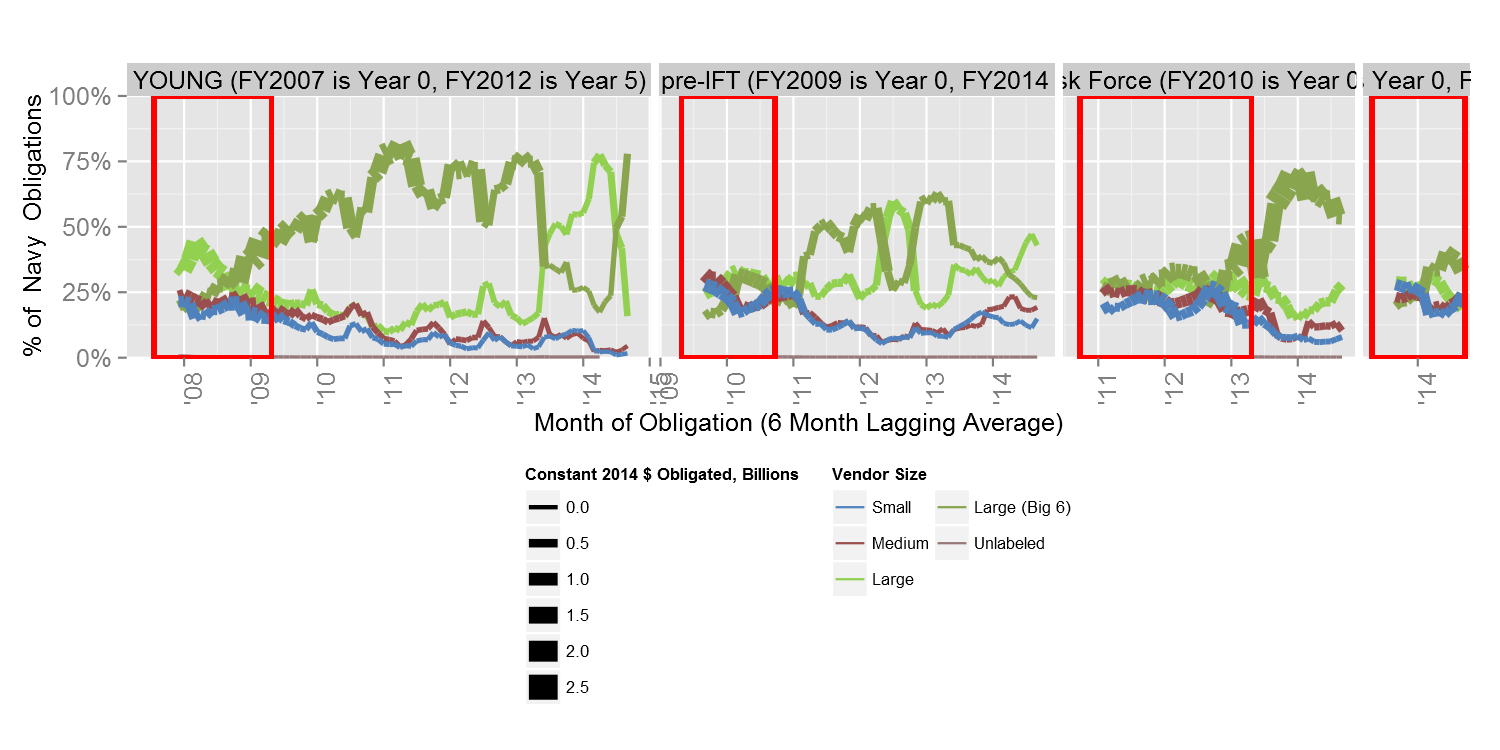 YOUNG (FY2007 is Year 0, FY2012 is Year 5)
pre-IFT (FY2009 is Year 0, FY2014
sk Force (FY2010 is Year 0
Year 0, F
% of Navy Obligations
100%
75%
50%
25%
0%
'08 '09 '10 '11 '12 '13 '14 '15
'09 '10 '11 '12 '13 '14
'11 '12 '13 '14
'14
Month of Obligation (6 Month Lagging Average)
Constant 2014 $ Obligated, Billions
0.0
0.5
1.0
1.5
2.0
2.5
Vendor Size
Small
Medium
Large
Large (Big 6)
Unlabeled